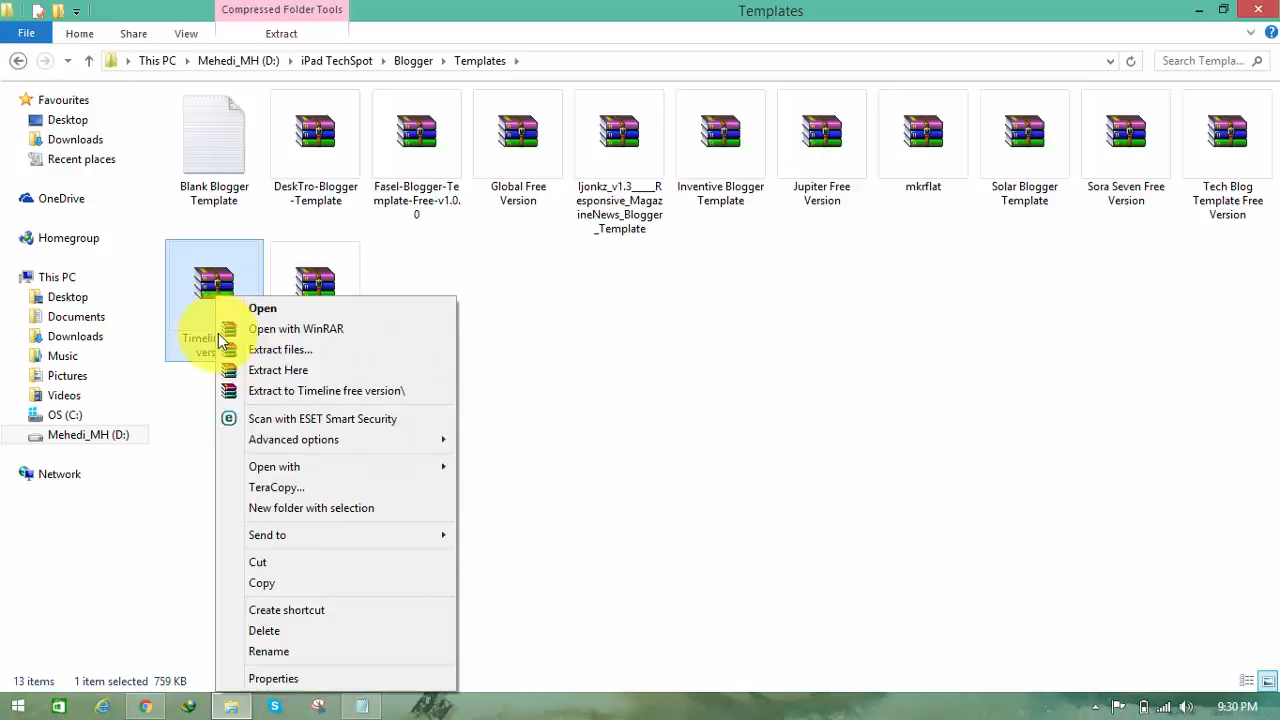 Compressed Folder Tools
Templates
File
Home
Share
View
Extract
This PC
Mehedi_MH (D:)
iPad TechSpot
Blogger
Templates
Search Templa...
Favourites
Desktop
Downloads
Recent places
OneDrive
Homegroup
This PC
Desktop
Documents
Downloads
Music
Pictures
Videos
OS (C:)
Mehedi_MH (D:)
Network
Blank Blogger
Template
DeskTro-Blogger
-Template
Fasel-Blogger-Te
mplate-Free-v1.0.
0
Global Free
Version
Ijonkz_v1.3____R
esponsive_Magaz
ineNews_Blogger
_Template
Inventive Blogger
Template
Jupiter Free
Version
mkrflat
Solar Blogger
Template
Sora Seven Free
Version
Tech Blog
Template Free
Version
Open
Open with WinRAR
Extract files...
Extract Here
Extract to Timeline free version\
Scan with ESET Smart Security
Advanced options
Open with
TeraCopy...
New folder with selection
Send to
Cut
Copy
Create shortcut
Delete
Rename
Properties
13 items
1 item selected 759 KB
9:30 PM